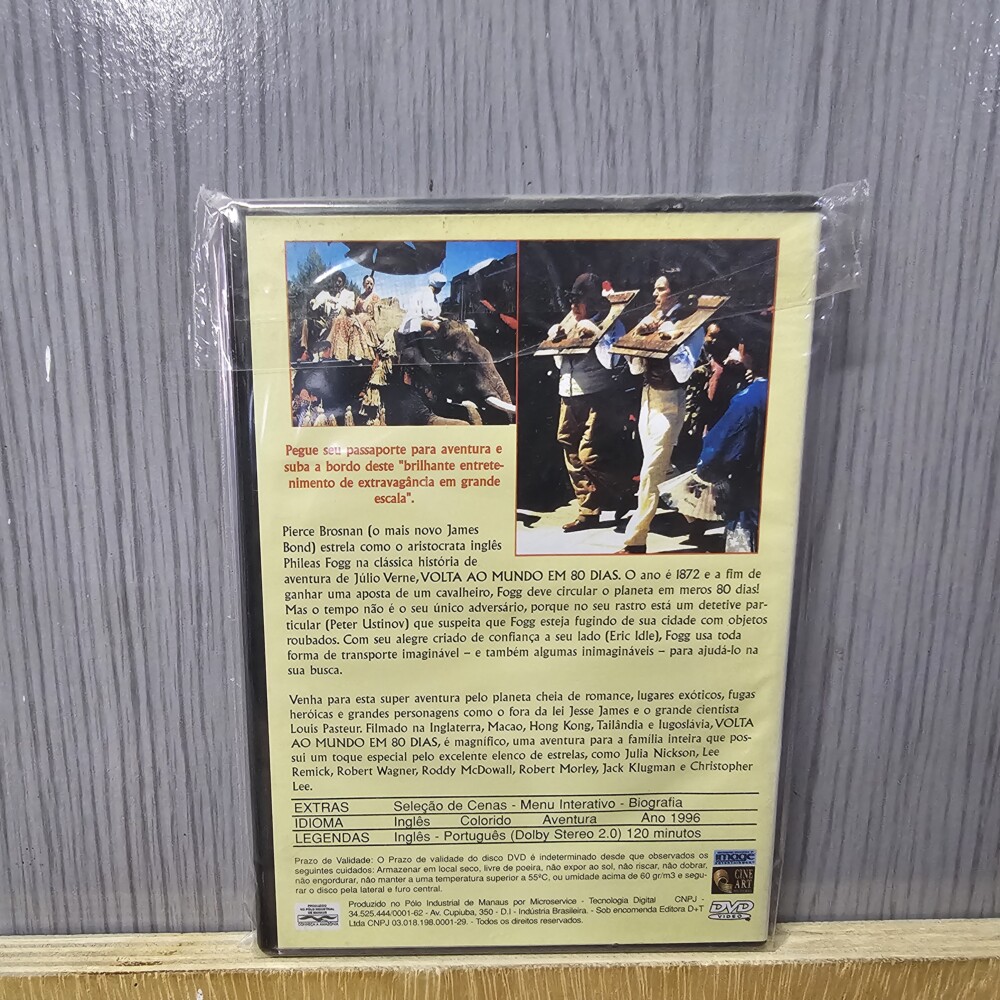 Pegue seu passaporte para aventura e
suba a bordo deste "brilhante entrete-
nimento de extravagância em grande
escala".
Pierce Brosnan (o mais novo James
Bond) estrela como o aristocrata inglês
Phileas Fogg na clássica história de
aventura de Júlio Verne, VOLTA AO MUNDO EM 80 DIAS. O ano é 1872 e a fim de
ganhar uma aposta de um cavalheiro, Fogg deve circular o planeta em meros 80 dias!
Mas o tempo não é o seu único adversário, porque no seu rastro está um detetive par-
ticular (Peter Ustinov) que suspeita que Fogg esteja fugindo de sua cidade com objetos
roubados. Com seu alegre criado de confiança a seu lado (Eric Idle), Fogg usa toda
forma de transporte imaginável – e também algumas inimagináveis – para ajudá-lo na
sua busca.
Venha para esta super aventura pelo planeta cheia de romance, lugares exóticos, fugas
heróicas e grandes personagens como o fora da lei Jesse James e o grande cientista
Louis Pasteur. Filmado na Inglaterra, Macao, Hong Kong, Tailândia e Iugoslávia, VOLTA
AO MUNDO EM 80 DIAS, é magnífico, uma aventura para a família inteira que pos-
sui um toque especial pelo excelente elenco de estrelas, como Julia Nickson, Lee
Remick, Robert Wagner, Roddy McDowall, Robert Morley, Jack Klugman e Christopher
Lee.
EXTRAS Seleção de Cenas - Menu Interativo - Biografia
IDIOMA Inglês Colorido Aventura Ano 1996
LEGENDAS Inglês - Português (Dolby Stereo 2.0) 120 minutos
Prazo de Validade: O Prazo de validade do disco DVD é indeterminado desde que observados os
seguintes cuidados: Armazenar em local seco, livre de poeira, não expor ao sol, não riscar, não dobrar,
não engordurar, não manter a uma temperatura superior a 55ºC, ou umidade acima de 60 gr/m3 e segu-
rar o disco pela lateral e furo central.
image
CINE
ART
PRODUZIDO
NO PÓLO INDUSTRIAL
DE MANAUS
CONHEÇA A AMAZÔNIA
Produzido no Pólo Industrial de Manaus por Microservice - Tecnologia Digital CNPJ -
34.525.444/0001-62 - Av. Cupiuba, 350 - D.I - Indústria Brasileira. - Sob encomenda Editora D+T
Ltda CNPJ 03.018.198.0001-29. - Todos os direitos reservados.
DVD
VIDEO